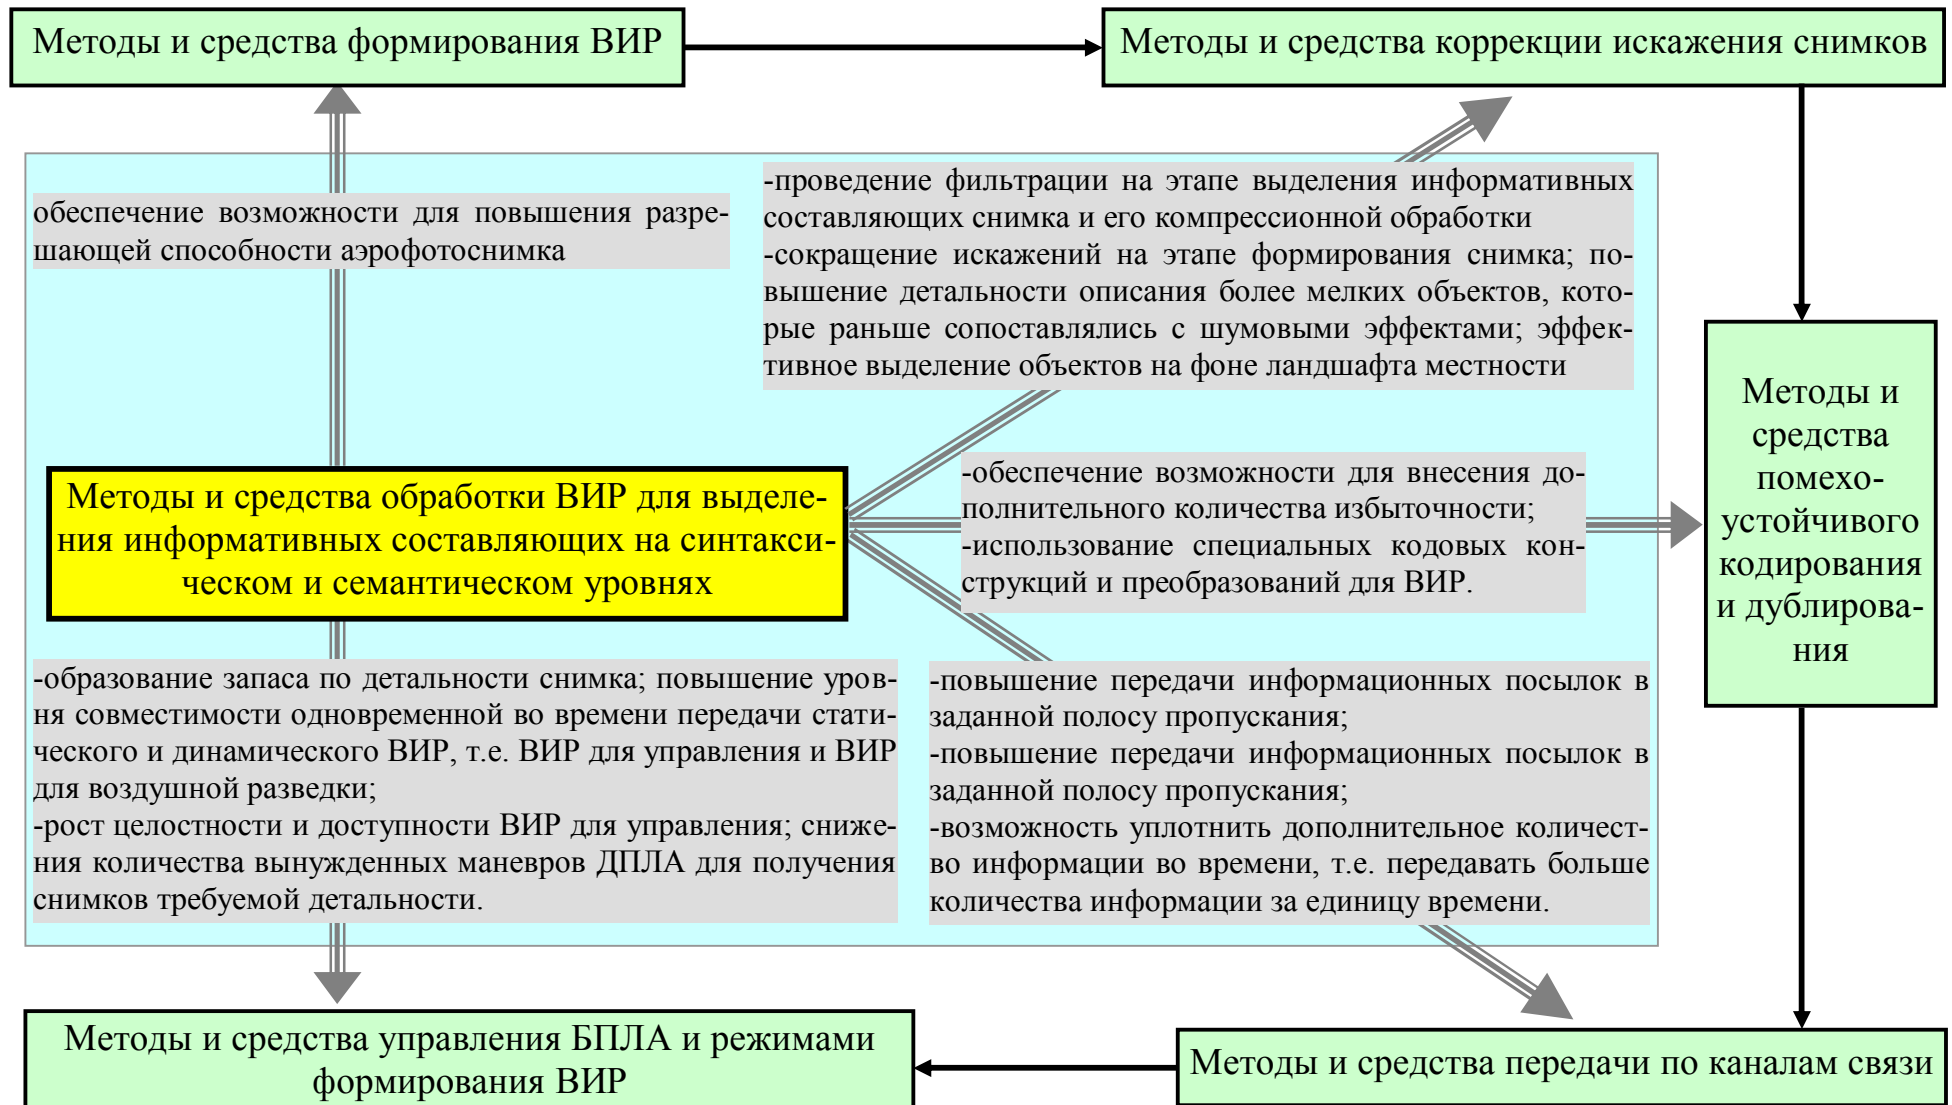 Методы и средства формирования ВИР
Методы и средства коррекции искажения снимков
обеспечение возможности для повышения разре-
шающей способности аэрофотоснимка
-проведение фильтрации на этапе выделения информативных
составляющих снимка и его компрессионной обработки
-сокращение искажений на этапе формирования снимка; по-
вышение детальности описания более мелких объектов, кото-
рые раньше сопоставлялись с шумовыми эффектами; эффек-
тивное выделение объектов на фоне ландшафта местности
Методы и
средства
помехо-
устойчивого
кодирования
и дублирова-
ния
Методы и средства обработки ВИР для выделе-
ния информативных составляющих на синтакси-
ческом и семантическом уровнях
-обеспечение возможности для внесения до-
полнительного количества избыточности;
-использование специальных кодовых кон-
струкций и преобразований для ВИР.
-образование запаса по детальности снимка; повышение уров-
ня совместимости одновременной во времени передачи стати-
ческого и динамического ВИР, т.е. ВИР для управления и ВИР
для воздушной разведки;
-рост целостности и доступности ВИР для управления; сниже-
ния количества вынужденных маневров ДПЛА для получения
снимков требуемой детальности.
-повышение передачи информационных посылок в
заданной полосу пропускания;
-повышение передачи информационных посылок в
заданной полосу пропускания;
-возможность уплотнить дополнительное количест-
во информации во времени, т.е. передавать больше
количества информации за единицу времени.
Методы и средства управления БПЛА и режимами
формирования ВИР
Методы и средства передачи по каналам связи